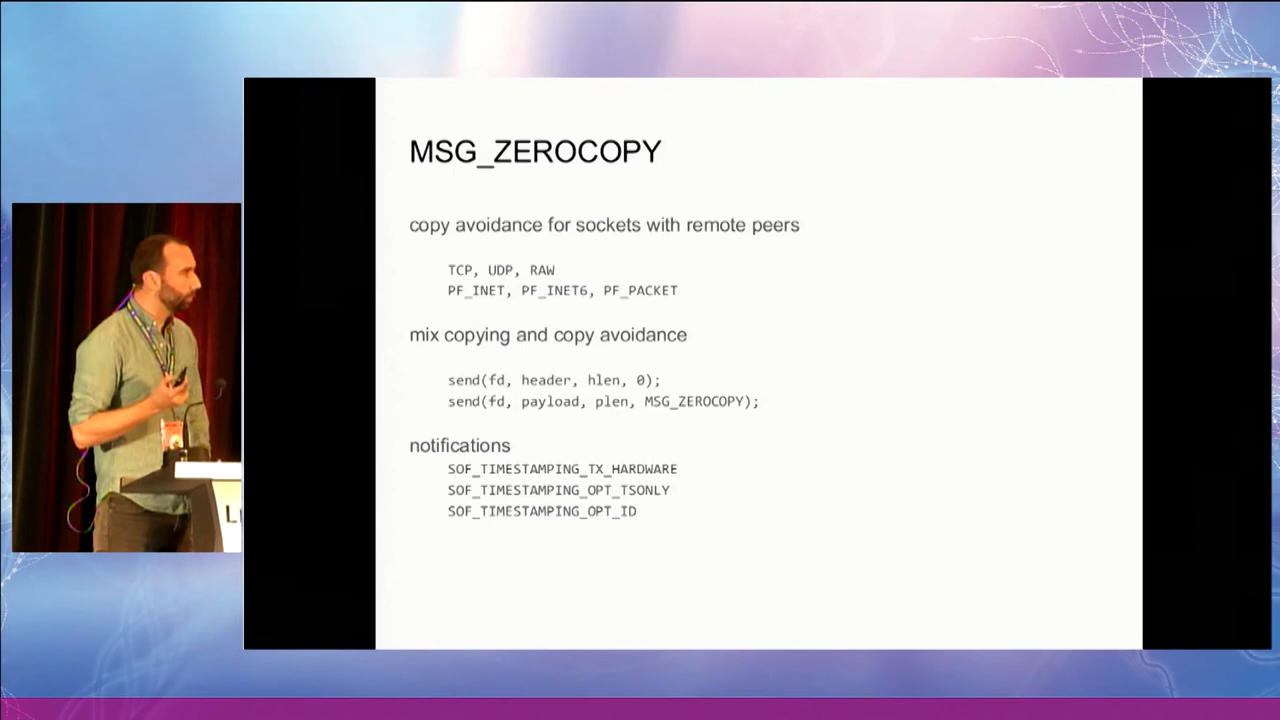 MSG_ZEROCOPY
copy avoidance for sockets with remote peers
TCP, UDP, RAW
PF_INET, PF_INET6, PF_PACKET
mix copying and copy avoidance
send(fd, header, hlen, 0);
send(fd, payload, plen, MSG_ZEROCOPY);
notifications
SOF_TIMESTAMPING_TX_HARDWARE
SOF_TIMESTAMPING_OPT_TSONLY
SOF_TIMESTAMPING_OPT_ID